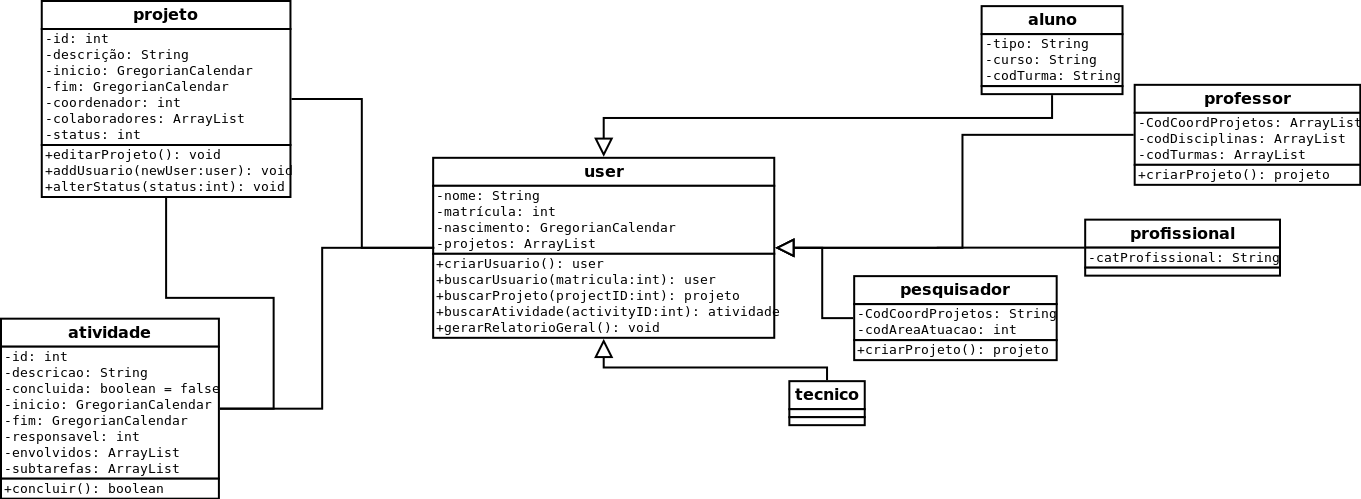 projeto
-id: int
-descrição: String
-inicio: GregorianCalendar
-fim: GregorianCalendar
-coordenador: int
-colaboradores: ArrayList
-status: int
+editarProjeto(): void
+addUsuario(newUser:user): void
+alterStatus(status:int): void
aluno
-tipo: String
-curso: String
-codTurma: String
professor
-CodCoordProjetos: ArrayList
-codDisciplinas: ArrayList
-codTurmas: ArrayList
+criarProjeto(): projeto
user
-nome: String
-matrícula: int
-nascimento: GregorianCalendar
-projetos: ArrayList
+criarUsuario(): user
+buscarUsuario(matricula:int): user
+buscarProjeto(projectID:int): projeto
+buscarAtividade(activityID:int): atividade
+gerarRelatorioGeral(): void
profissional
-catProfissional: String
pesquisador
-CodCoordProjetos: String
-codAreaAtuacao: int
+criarProjeto(): projeto
atividade
-id: int
-descricao: String
-concluida: boolean = false
-inicio: GregorianCalendar
-fim: GregorianCalendar
-responsavel: int
-envolvidos: ArrayList
-subtarefas: ArrayList
+concluir(): boolean
tecnico